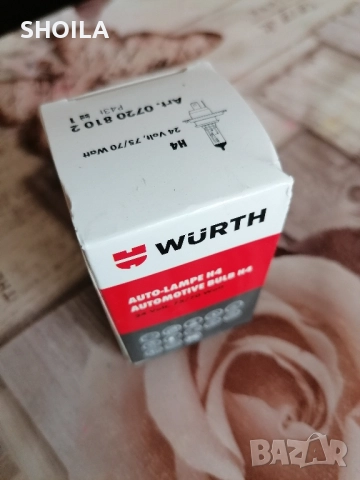 SHOILA
Art. 0720 810 2
P43t
1
24 Volt, 75/70 Watt
H4
WÜRTH
AUTO-LAMPE H4
AUTOMOTIVE BULB H4
BAZAR